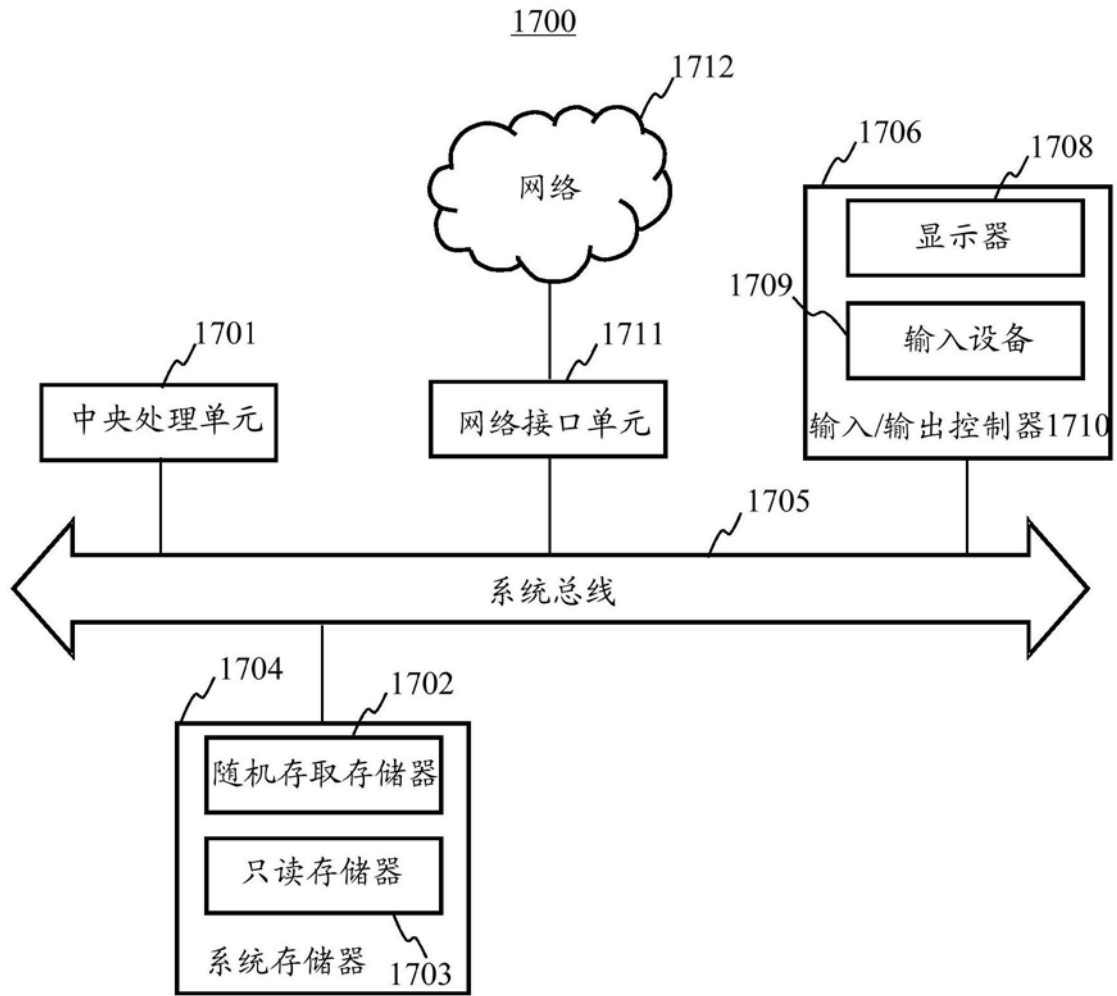 1700
1712
网络
1706
1708
显示器
1709
输入设备
输入/输出控制器1710
1701
中央处理单元
1711
网络接口单元
1705
系统总线
1704
1702
随机存取存储器
只读存储器
系统存储器
1703